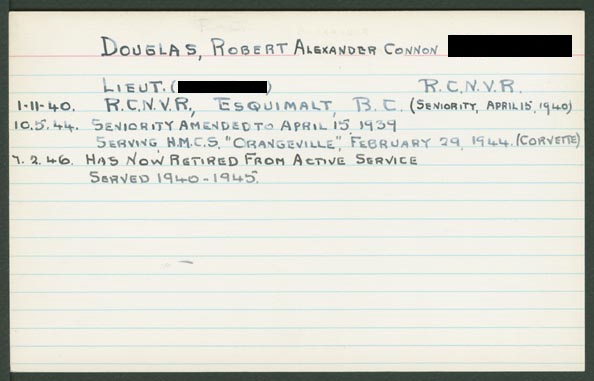 DOUGLAS, ROBERT ALEXANDER CONNON
LIEUT. ( ) R.C.N.V.R.
1-11-40. R.C.N.V.R., ESQUIMALT, B.C. (SENIORITY, APRIL 15, 1940)
10.5.44. SENIORITY AMENDED TO APRIL 15, 1939
SERVING H.M.C.S. "ORANGEVILLE", FEBRUARY 29, 1944. (CORVETTE)
7.2.46. HAS NOW RETIRED FROM ACTIVE SERVICE
SERVED 1940-1945.